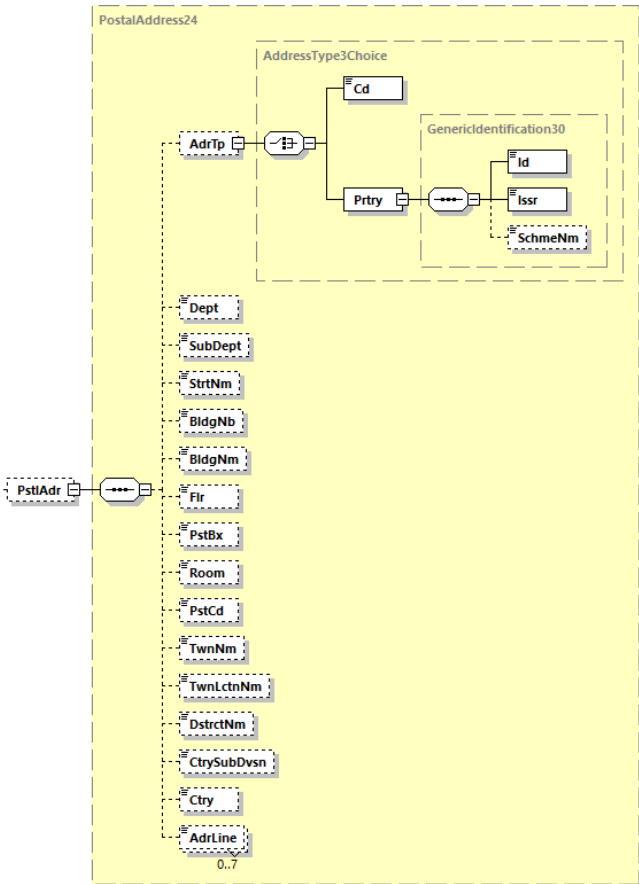 PostalAddress24
AddressType3Choice
Cd
GenericIdentification30
AdrTp
Id
Prtry
Issr
SchmeNm
Dept
SubDept
StrtNm
BldgNb
BldgNm
PstlAdr
Flr
PstBx
Room
PstCd
TwnNm
TwnLctnNm
DstrctNm
CtrySubDvsn
Ctry
AdrLine
0..7